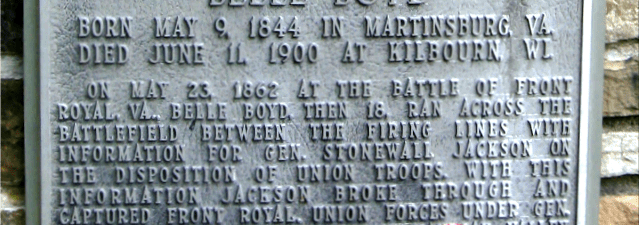 BELLE BOYD
BORN MAY 9, 1844 IN MARTINSBURG, VA.
DIED JUNE 11, 1900 AT KILBOURN, WI.
ON MAY 23, 1862 AT THE BATTLE OF FRONT
ROYAL, VA., BELLE BOYD, THEN 18, RAN ACROSS THE
BATTLEFIELD BETWEEN THE FIRING LINES WITH
INFORMATION FOR GEN. STONEWALL JACKSON ON
THE DISPOSITION OF UNION TROOPS. WITH THIS
INFORMATION JACKSON BROKE THROUGH AND
CAPTURED FRONT ROYAL. UNION FORCES UNDER GEN.
VALLEY